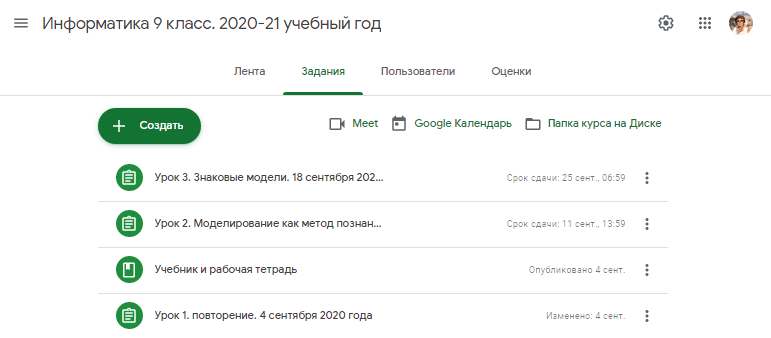 Информатика 9 класс. 2020-21 учебный год
Лента Задания Пользователи Оценки
Создать Meet Google Календарь Папка курса на Диске
Урок 3. Знаковые модели. 18 сентября 202... Срок сдачи: 25 сент., 06:59
Урок 2. Моделирование как метод познан... Срок сдачи: 11 сент., 13:59
Учебник и рабочая тетрадь Опубликовано 4 сент.
Урок 1. повторение. 4 сентября 2020 года Изменено: 4 сент.